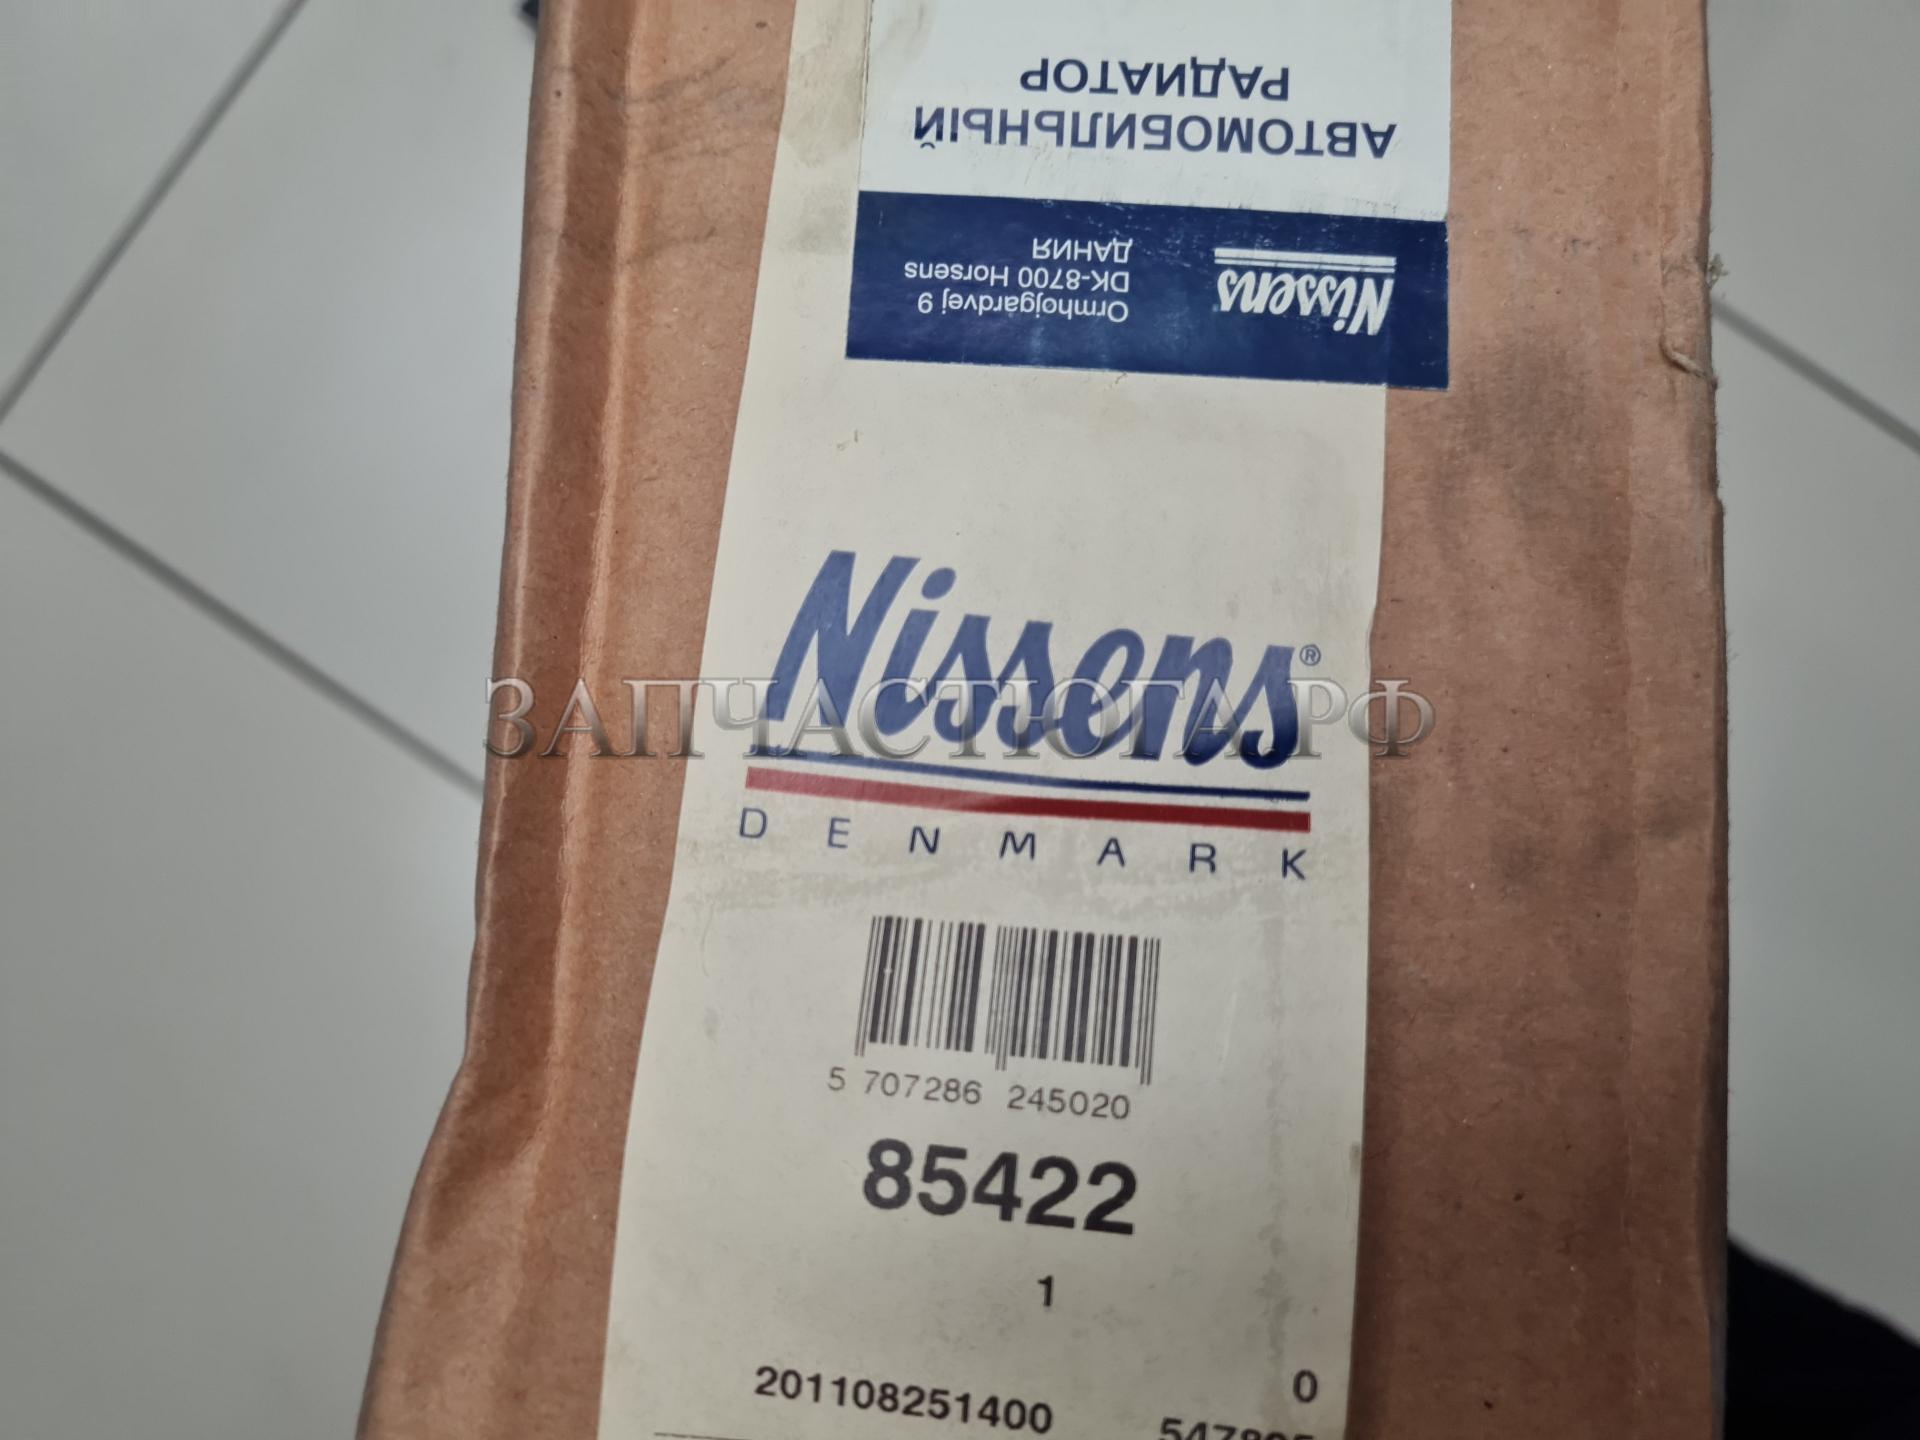 АВТОМОБИЛЬНЫЙ
РАДИАТОР
Nissens
Ormhojgardvej 9
DK-8700 Horsens
ДАНИЯ
Nissens®
ЗАПЧАСТЮГА.РФ
DENMARK
5 707286 245020
85422
1
0
201108251400